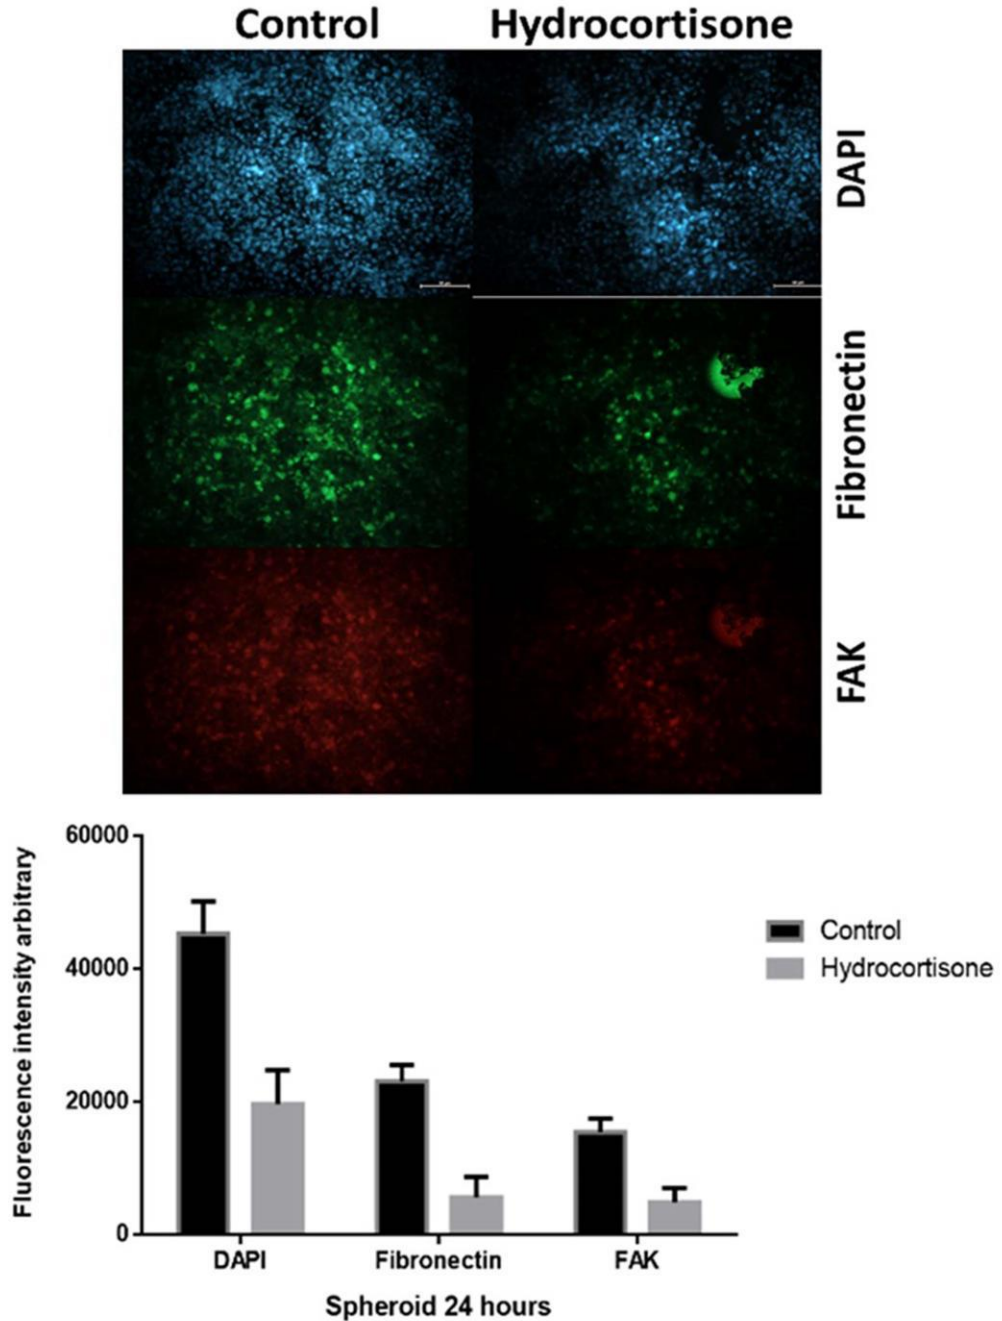 Control Hydrocortisone
DAPI
Fibronectin
FAK
60000
40000
20000
0
Fluorescence intensity arbitrary
Control
Hydrocortisone
DAPI Fibronectin FAK
Spheroid 24 hours